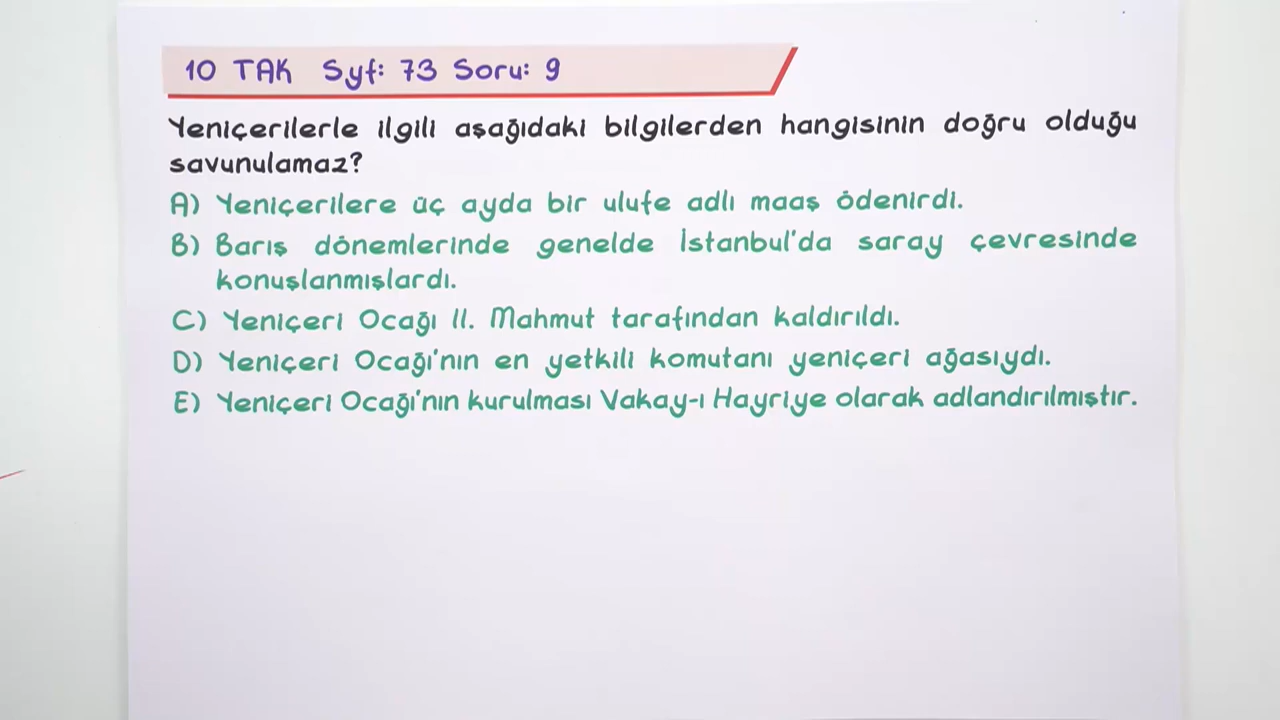 10 TAK Syf: 73 Soru: 9
Yeniçerilerle ilgili aşağıdaki bilgilerden hangisinin doğru olduğu
savunulamaz?
A) Yeniçerilere üç ayda bir ulufe adlı maaş ödenirdi.
B) Barış dönemlerinde genelde İstanbul'da saray çevresinde
konuşlanmışlardı.
C) Yeniçeri Ocağı II. Mahmut tarafından kaldırıldı.
D) Yeniçeri Ocağı'nın en yetkili komutanı yeniçeri ağasıydı.
E) Yeniçeri Ocağı'nın kurulması Vakay-ı Hayriye olarak adlandırılmıştır.